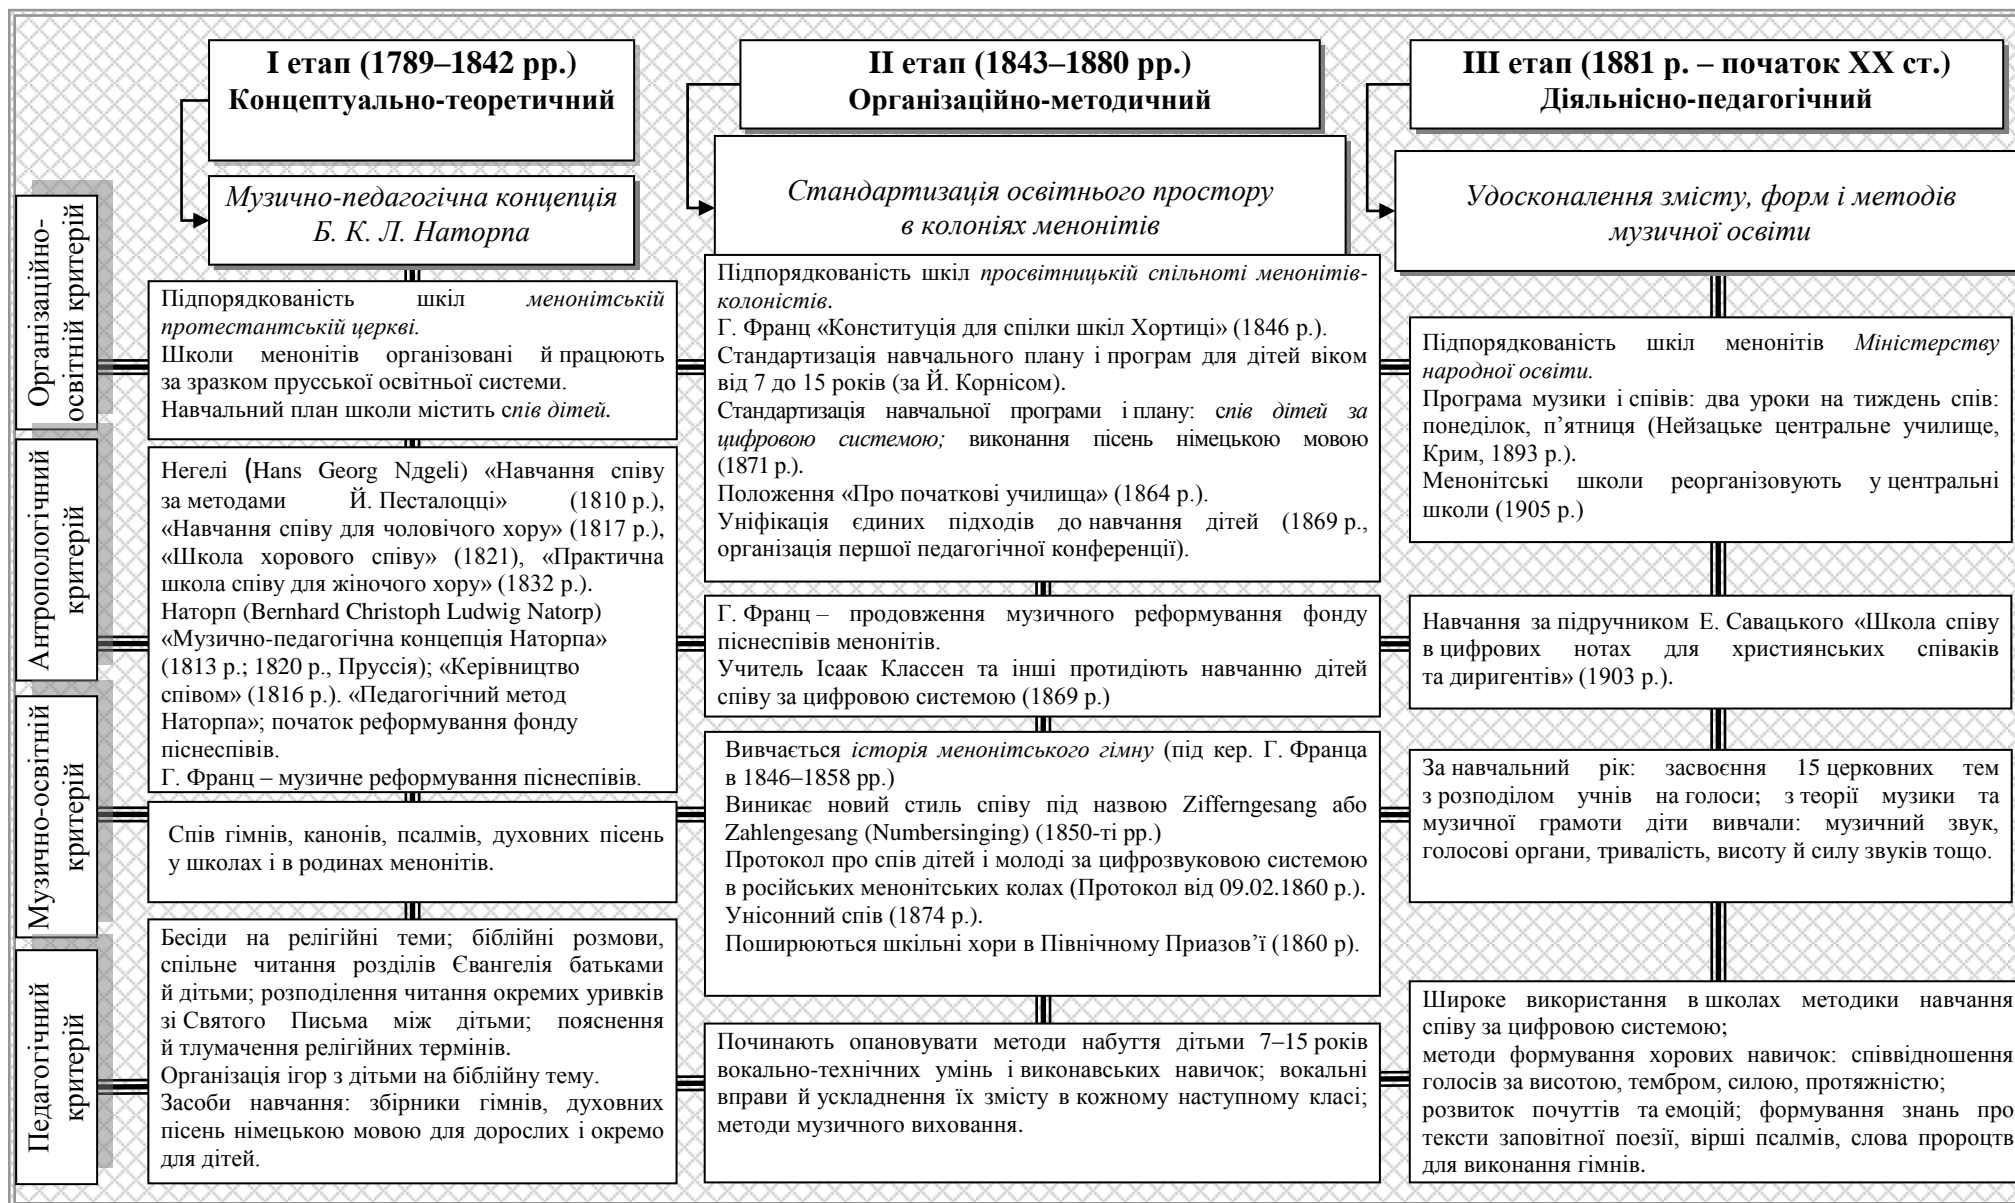 І етап (1789–1842 рр.)
Концептуально-теоретичний
ІІ етап (1843–1880 рр.)
Організаційно-методичний
ІІІ етап (1881 р. – початок ХХ ст.)
Діяльнісно-педагогічний
Музично-педагогічна концепція
Б. К. Л. Наторпа
Стандартизація освітнього простору
в колоніях менонітів
Удосконалення змісту, форм і методів
музичної освіти
Організаційно-
освітній критерій
Підпорядкованість шкіл менонітській
протестантській церкві.
Школи менонітів організовані й працюють
за зразком прусської освітньої системи.
Навчальний план школи містить спів дітей.
Підпорядкованість шкіл просвітницькій спільноті менонітів-
колоністів.
Г. Франц «Конституція для спілки шкіл Хортиці» (1846 р.).
Стандартизація навчального плану і програм для дітей віком
від 7 до 15 років (за Й. Корнісом).
Стандартизація навчальної програми і плану: спів дітей за
цифровою системою; виконання пісень німецькою мовою
(1871 р.).
Положення «Про початкові училища» (1864 р.).
Уніфікація єдиних підходів до навчання дітей (1869 р.,
організація першої педагогічної конференції).
Підпорядкованість шкіл менонітів Міністерству
народної освіти.
Програма музики і співів: два уроки на тиждень спів:
понеділок, п’ятниця (Нейзацьке центральне училище,
Крим, 1893 р.).
Менонітські школи реорганізовують у центральні
школи (1905 р.)
Антропологічний
критерій
Негелі (Hans Georg Nдgeli) «Навчання співу
за методами Й. Песталоцці» (1810 р.),
«Навчання співу для чоловічого хору» (1817 р.),
«Школа хорового співу» (1821), «Практична
школа співу для жіночого хору» (1832 р.).
Наторп (Bernhard Christoph Ludwig Natorp)
«Музично-педагогічна концепція Наторпа»
(1813 р.; 1820 р., Пруссія); «Керівництво
співом» (1816 р.). «Педагогічний метод
Наторпа»; початок реформування фонду
піснеспівів.
Г. Франц – музичне реформування піснеспівів.
Г. Франц – продовження музичного реформування фонду
піснеспівів менонітів.
Учитель Ісаак Классен та інші протидіють навчанню дітей
співу за цифровою системою (1869 р.)
Навчання за підручником Е. Савацького «Школа співу
в цифрових нотах для християнських співаків
та диригентів» (1903 р.).
Музично-освітній
критерій
Спів гімнів, канонів, псалмів, духовних пісень
у школах і в родинах менонітів.
Вивчається історія менонітського гімну (під кер. Г. Франца
в 1846–1858 рр.)
Виникає новий стиль співу під назвою Zifferngesang або
Zahlengesang (Numbersinging) (1850-ті рр.)
Протокол про спів дітей і молоді за цифрозвуковою системою
в російських менонітських колах (Протокол від 09.02.1860 р.).
Унісонний спів (1874 р.).
Поширюються шкільні хори в Північному Приазов’ї (1860 р).
За навчальний рік: засвоєння 15 церковних тем
з розподілом учнів на голоси; з теорії музики та
музичної грамоти діти вивчали: музичний звук,
голосові органи, тривалість, висоту й силу звуків тощо.
Педагогічний
критерій
Бесіди на релігійні теми; біблійні розмови,
спільне читання розділів Євангелія батьками
й дітьми; розподілення читання окремих уривків
зі Святого Письма між дітьми; пояснення
й тлумачення релігійних термінів.
Організація ігор з дітьми на біблійну тему.
Засоби навчання: збірники гімнів, духовних
пісень німецькою мовою для дорослих і окремо
для дітей.
Починають опановувати методи набуття дітьми 7–15 років
вокально-технічних умінь і виконавських навичок; вокальні
вправи й ускладнення їх змісту в кожному наступному класі;
методи музичного виховання.
Широке використання в школах методики навчання
співу за цифровою системою;
методи формування хорових навичок: співвідношення
голосів за висотою, тембром, силою, протяжністю;
розвиток почуттів та емоцій; формування знань про
тексти заповітної поезії, вірші псалмів, слова пророцтв
для виконання гімнів.